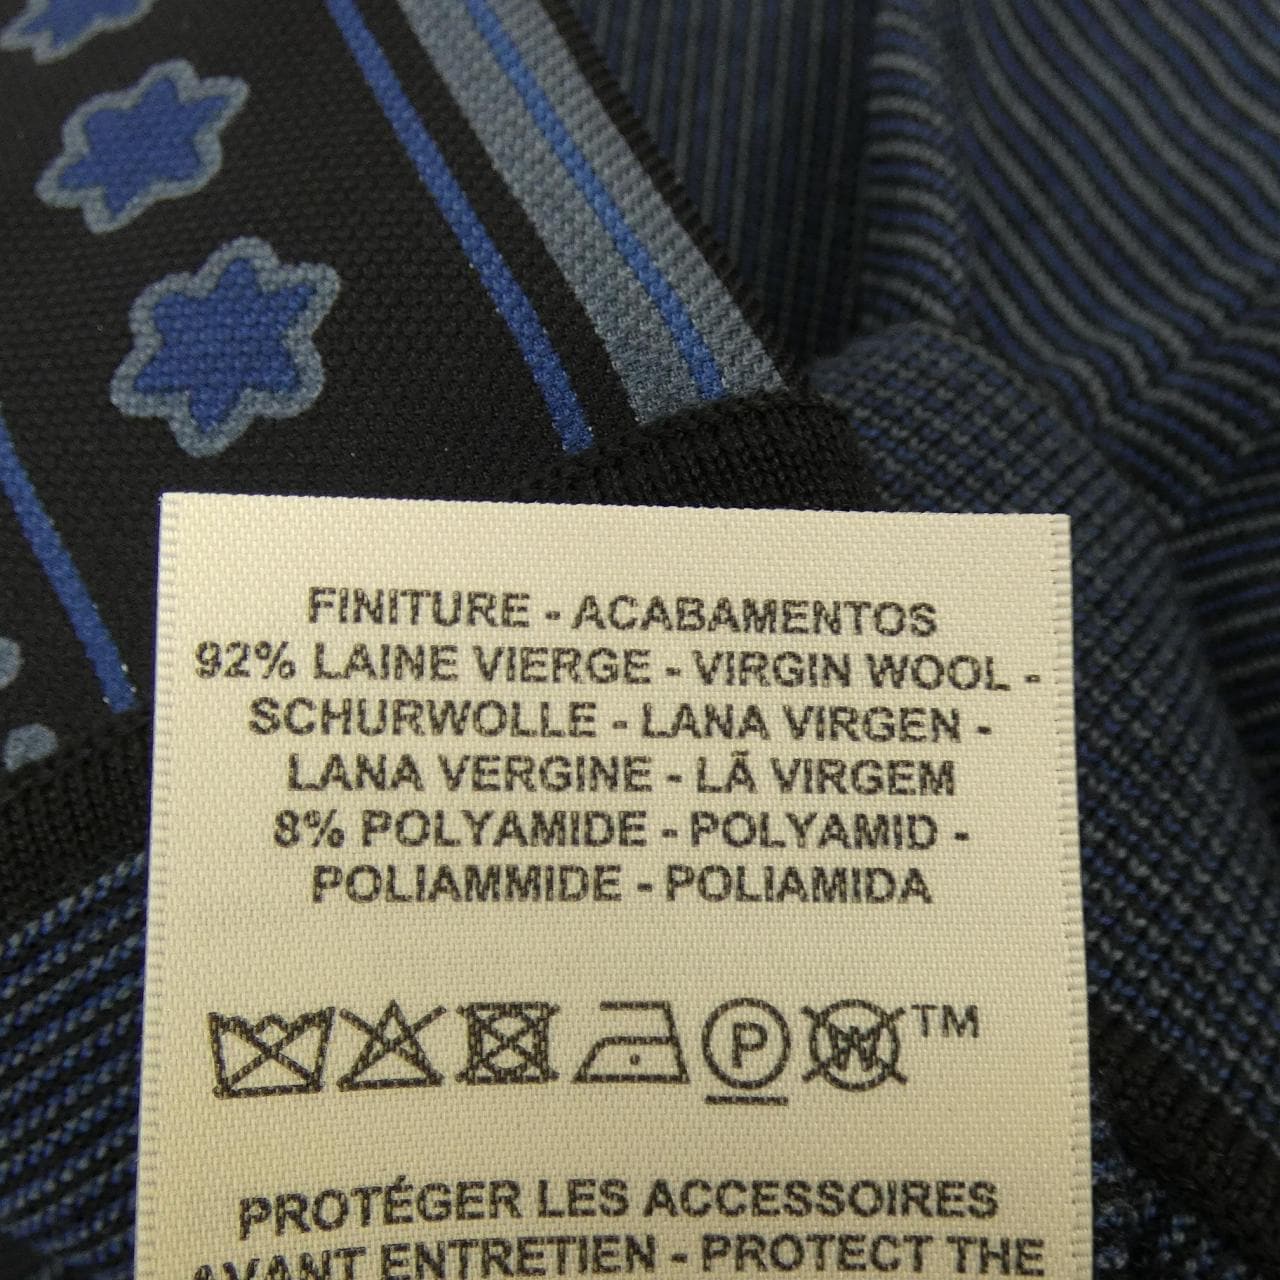 FINITURE - ACABAMENTOS
92% LAINE VIERGE - VIRGIN WOOL -
SCHURWOLLE - LANA VIRGEN -
LANA VERGINE - LÃ VIRGEM
8% POLYAMIDE - POLYAMID -
POLIAMMIDE - POLIAMIDA
P W TM
PROTÉGER LES ACCESSOIRES
AVANT ENTRETIEN - PROTECT THE